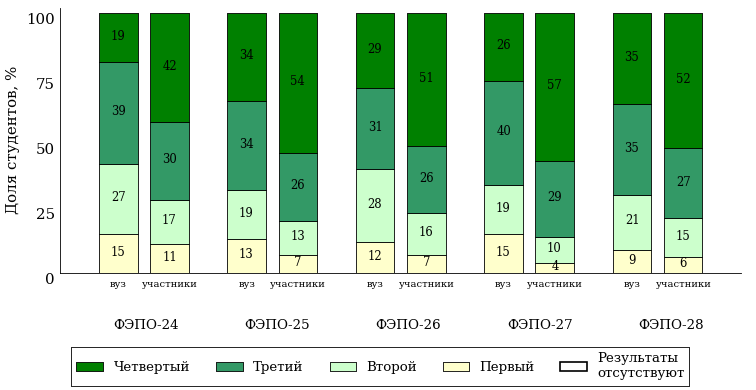 Доля студентов, %
100
75
50
25
0
19 42 34 54 29 51 26 57 35 52
39 30 34 26 31 26 40 29 35 27
27 17 19 13 28 16 19 10 21 15
15 11 13 7 12 7 15 4 9 6
вуз участники вуз участники вуз участники вуз участники вуз участники
ФЭПО-24 ФЭПО-25 ФЭПО-26 ФЭПО-27 ФЭПО-28
Четвертый Третий Второй Первый Результаты
отсутствуют